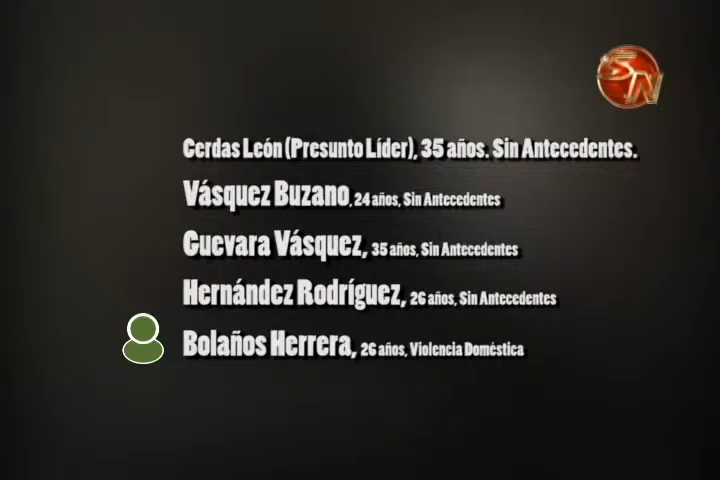 SN
Cerdas León (Presunto Líder), 35 años. Sin Antecedentes.
Vásquez Buzano, 24 años, Sin Antecedentes
Guevara Vásquez, 35 años, Sin Antecedentes
Hernández Rodríguez, 26 años, Sin Antecedentes
Bolaños Herrera, 26 años, Violencia Doméstica